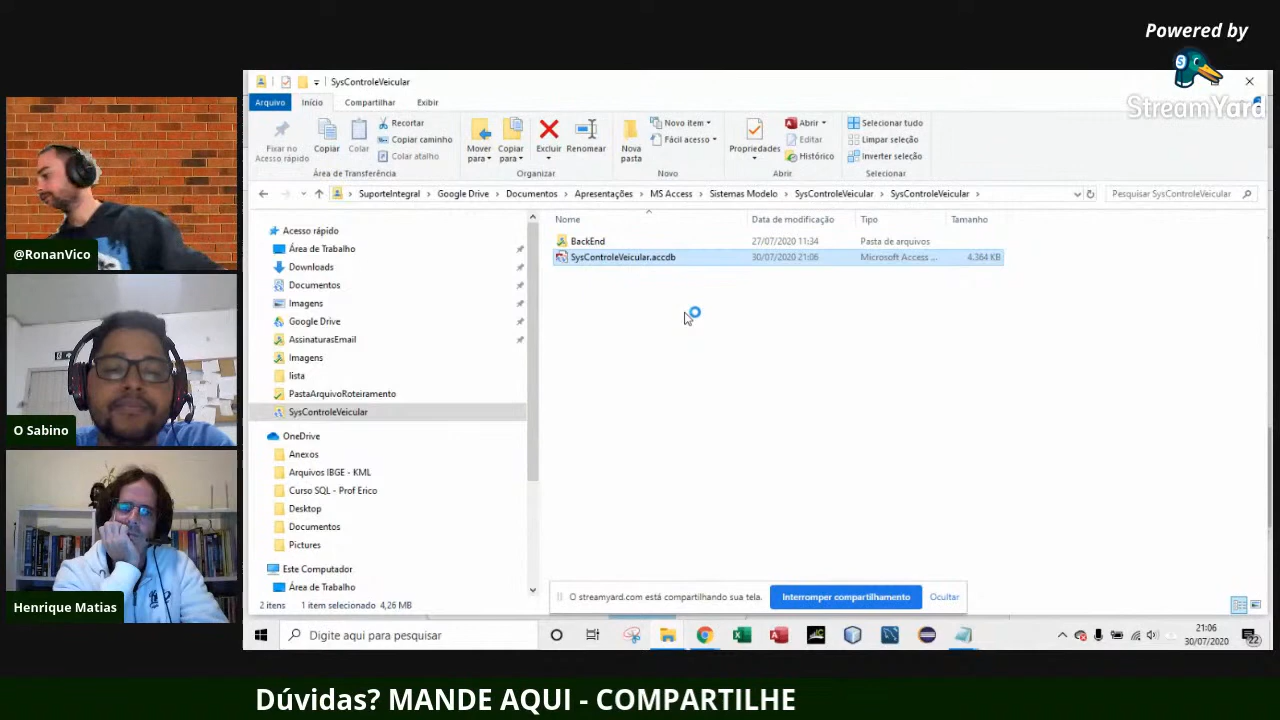 Powered by
StreamYard
@RonanVico
O Sabino
Henrique Matias
SysControleVeicular
Arquivo Início Compartilhar Exibir
Fixar no Acesso rápido
Copiar
Colar
Recortar
Copiar caminho
Colar atalho
Área de Transferência
Mover para
Copiar para
Excluir
Renomear
Organizar
Nova pasta
Novo item
Fácil acesso
Novo
Propriedades
Abrir
Editar
Histórico
Abrir
Selecionar tudo
Limpar seleção
Inverter seleção
Selecionar
SuporteIntegral > Google Drive > Documentos > Apresentações > MS Access > Sistemas Modelo > SysControleVeicular > SysControleVeicular >
Pesquisar SysControleVeicular
Acesso rápido
Área de Trabalho
Downloads
Documentos
Imagens
Google Drive
AssinaturasEmail
Imagens
lista
PastaArquivoRoteiramento
SysControleVeicular
OneDrive
Anexos
Arquivos IBGE - KML
Curso SQL - Prof Erico
Desktop
Documentos
Pictures
Este Computador
Área de Trabalho
Nome Data de modificação Tipo Tamanho
BackEnd 27/07/2020 11:34 Pasta de arquivos
SysControleVeicular.accdb 30/07/2020 21:06 Microsoft Access ... 4.364 KB
2 itens 1 item selecionado 4,26 MB
O streamyard.com está compartilhando sua tela. Interromper compartilhamento Ocultar
Digite aqui para pesquisar
21:06
30/07/2020
22
Dúvidas? MANDE AQUI - COMPARTILHE